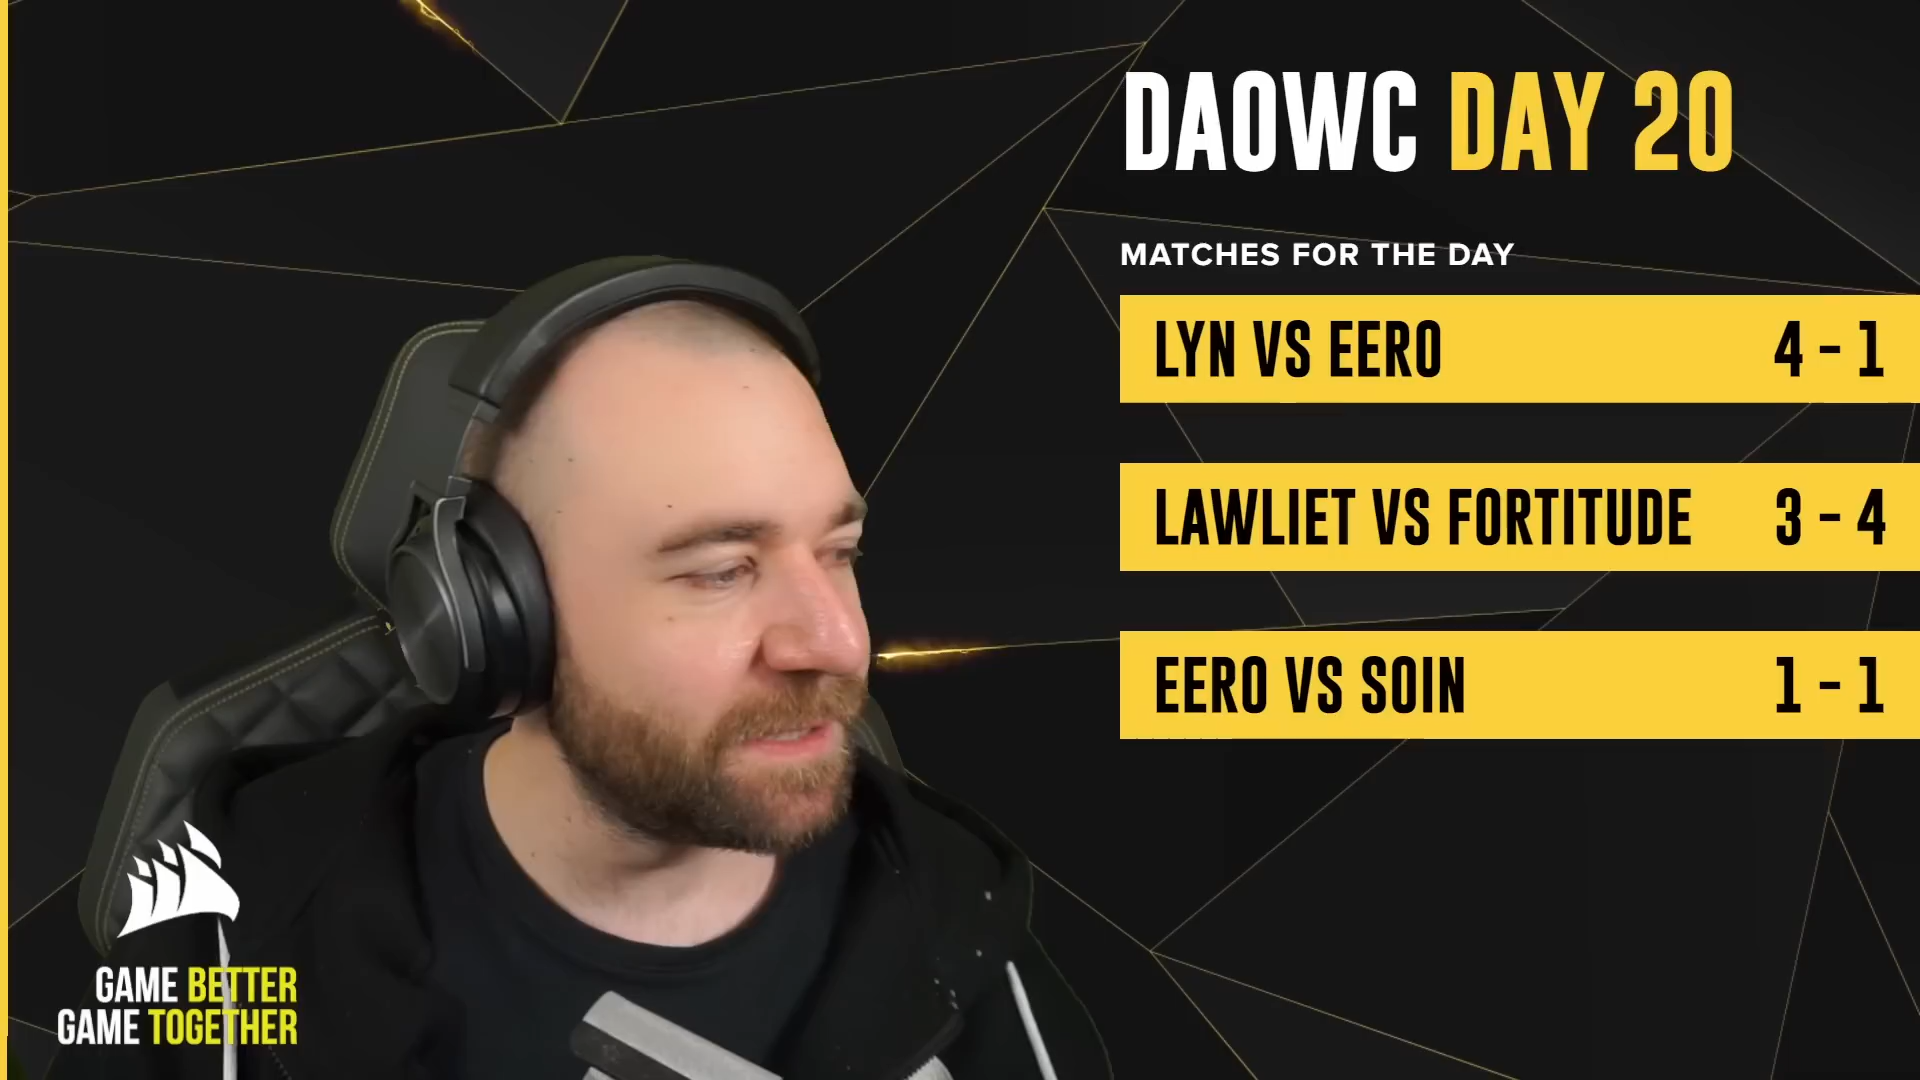 DAOWC DAY 20
MATCHES FOR THE DAY
LYN VS EERO 4 - 1
LAWLIET VS FORTITUDE 3 - 4
EERO VS SOIN 1 - 1
GAME BETTER
GAME TOGETHER